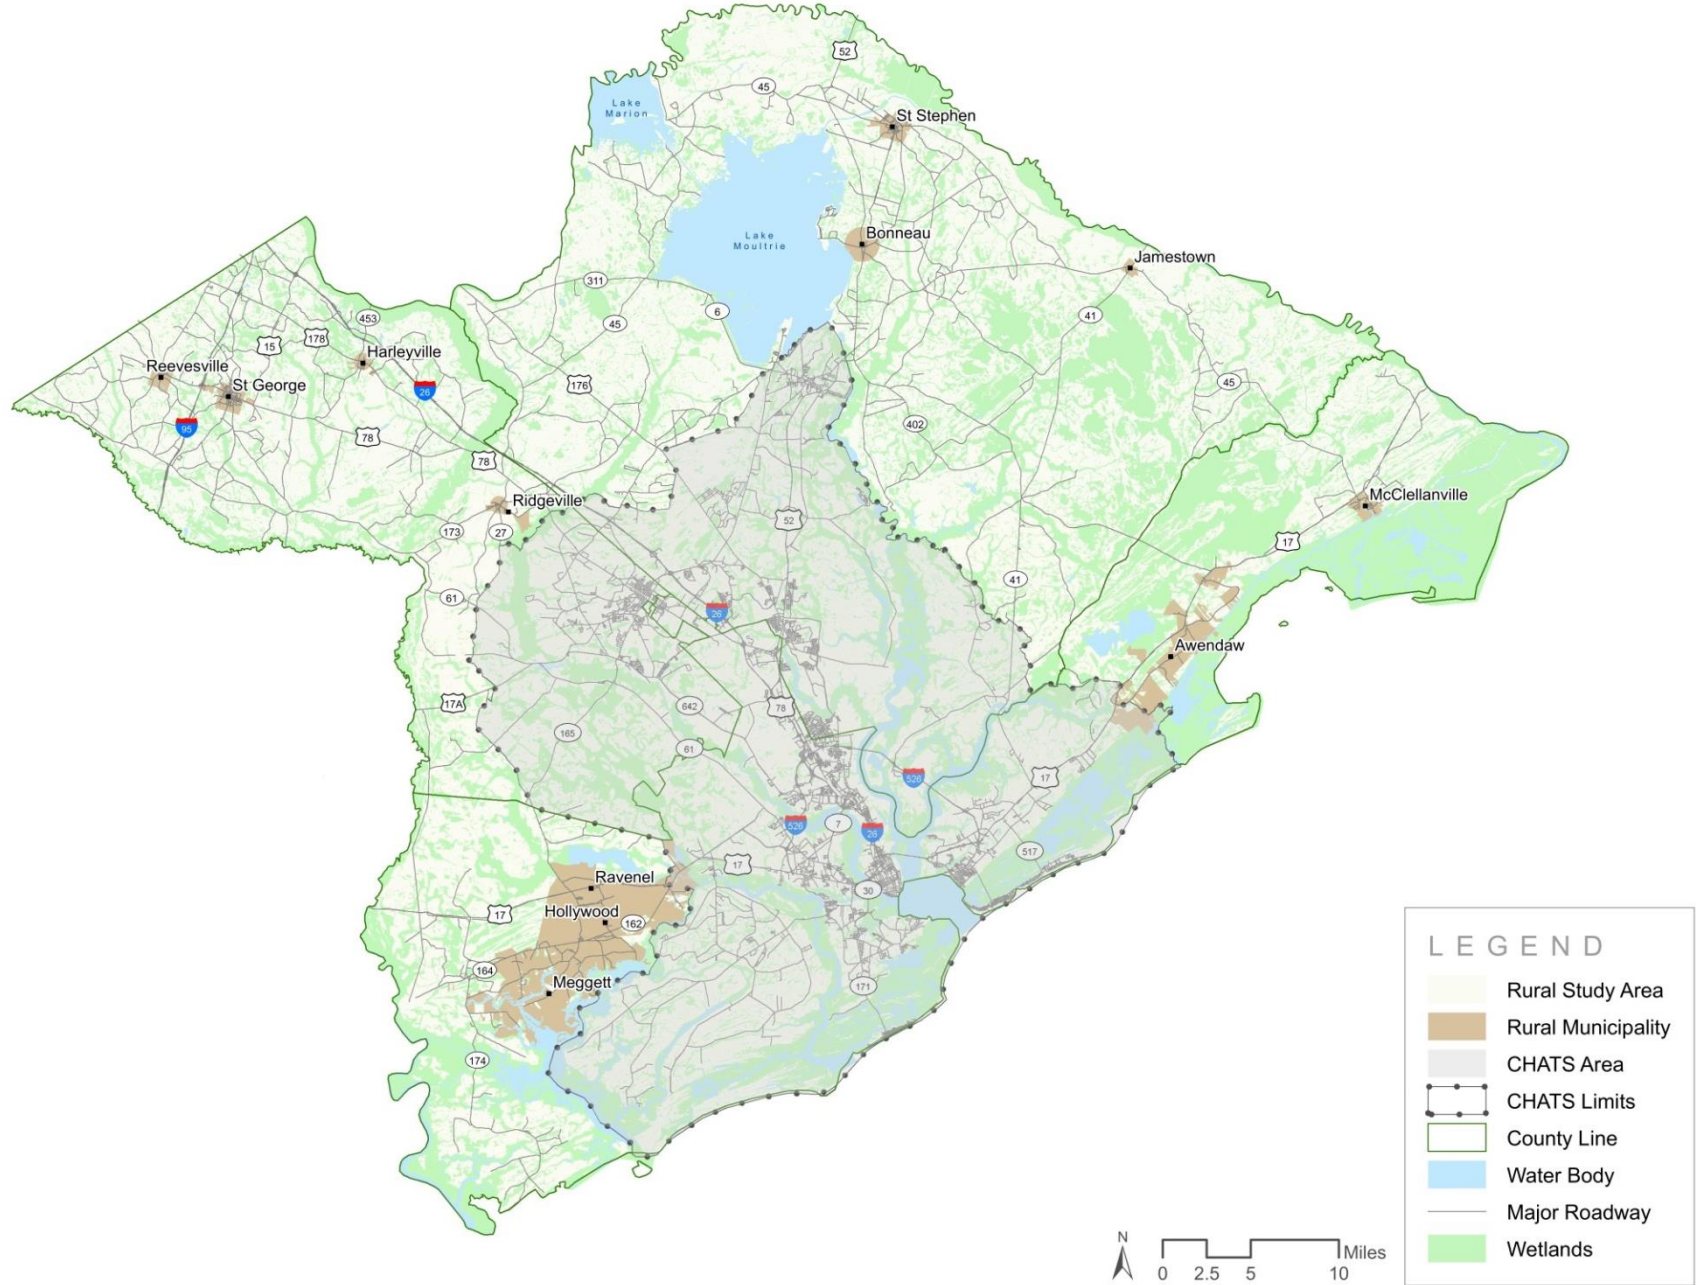 52
45
Lake
Marion
St Stephen
Lake
Moultrie
Bonneau
Jamestown
311
6
45
41
453
178
15
Harleyville
Reevesville
St George
26
176
45
95
78
402
78
Ridgeville
McClellanville
173
27
52
17
41
61
26
Awendaw
17A
642
78
165
61
526
17
526
7
26
17
517
Ravenel
30
Hollywood
17
162
164
Meggett
171
174
LEGEND
Rural Study Area
Rural Municipality
CHATS Area
CHATS Limits
County Line
Water Body
Major Roadway
Wetlands
N
Miles
0 2.5 5 10